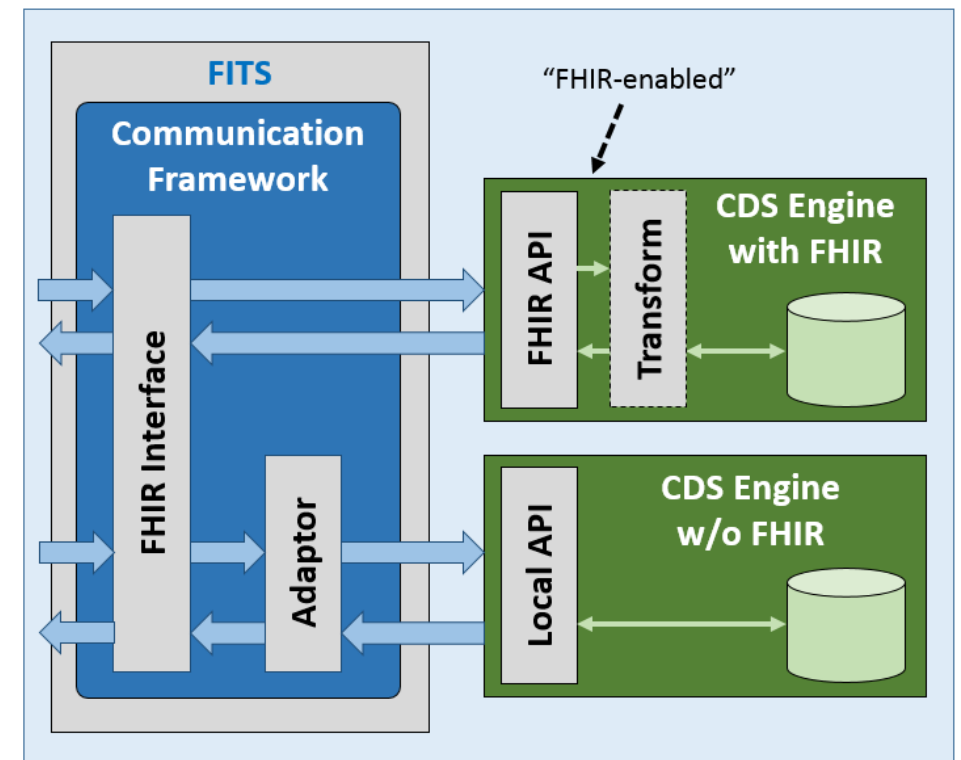 FITS
Communication
Framework
FHIR Interface
Adaptor
“FHIR-enabled”
CDS Engine
with FHIR
FHIR API
Transform
CDS Engine
w/o FHIR
Local API